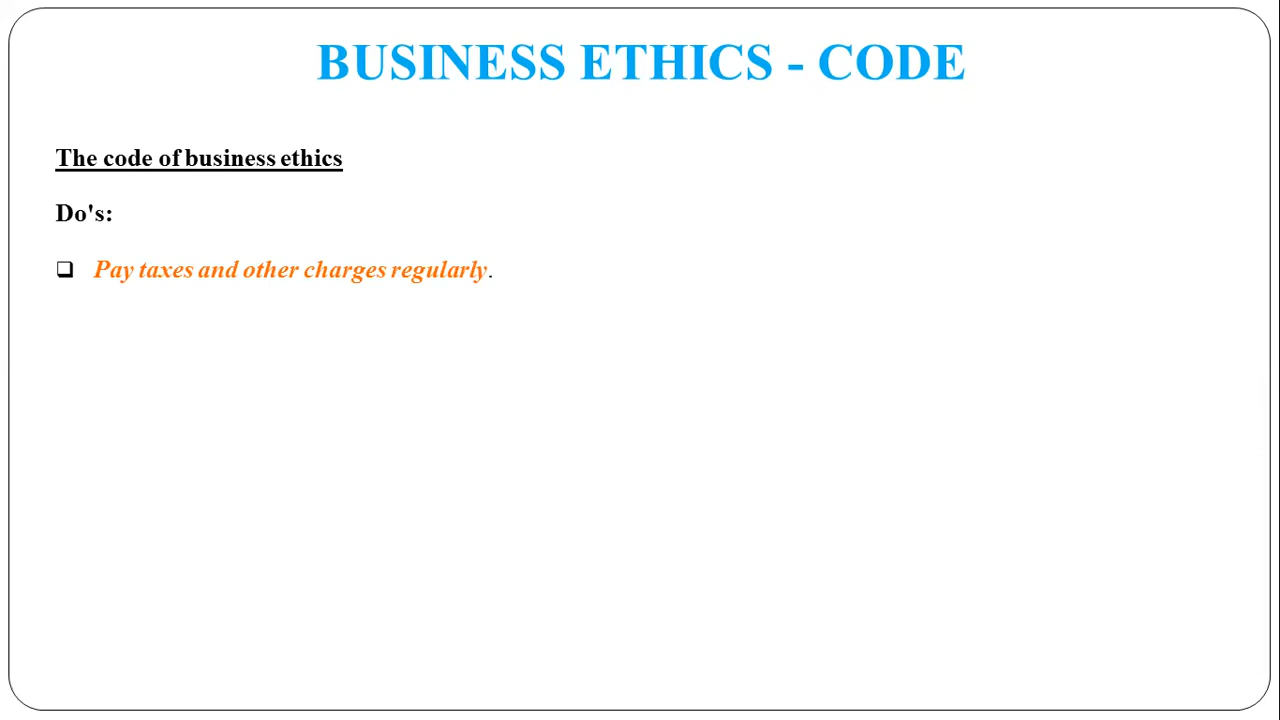 BUSINESS ETHICS - CODE
The code of business ethics
Do's:
❑ Pay taxes and other charges regularly.